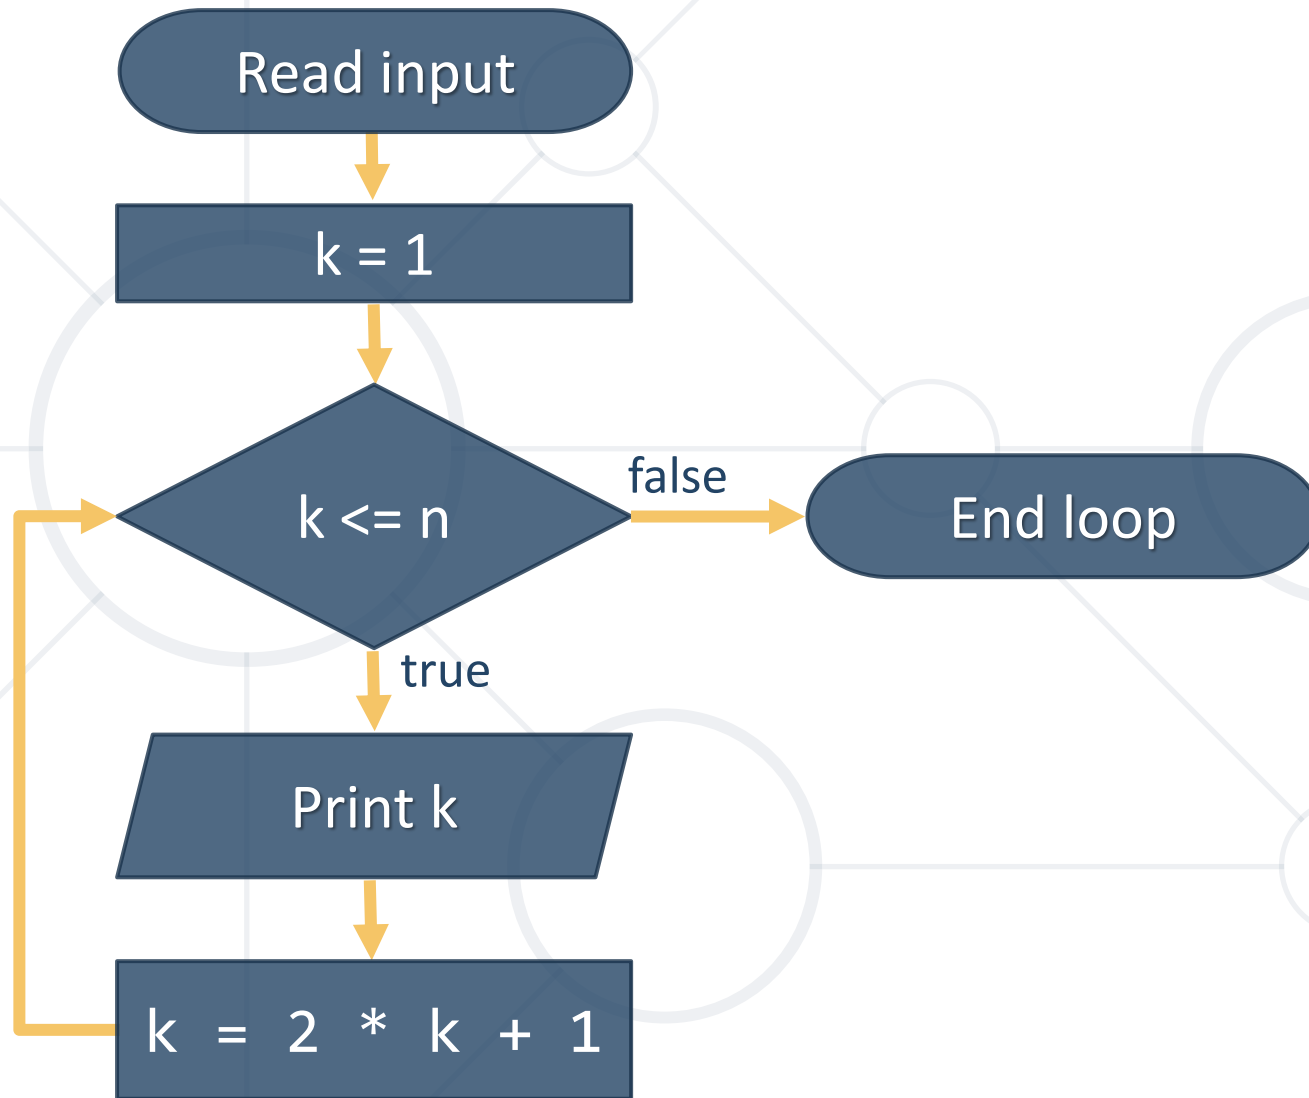 Read input
k = 1
k <= n
false
End loop
true
Print k
k = 2 * k + 1